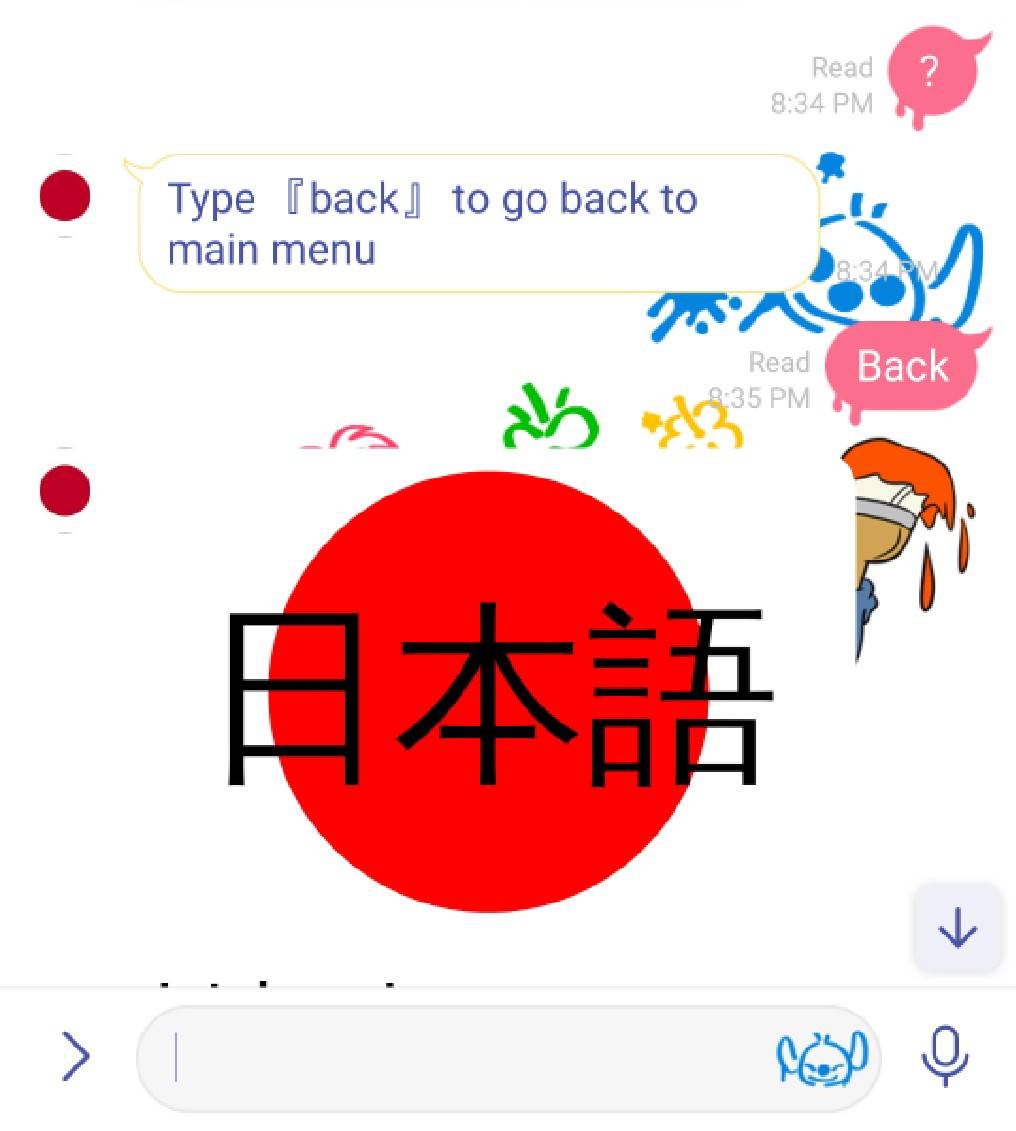 ?
Read
8:34 PM
Type 『back』 to go back to
main menu
8:34 PM
Back
Read
8:35 PM
日本語